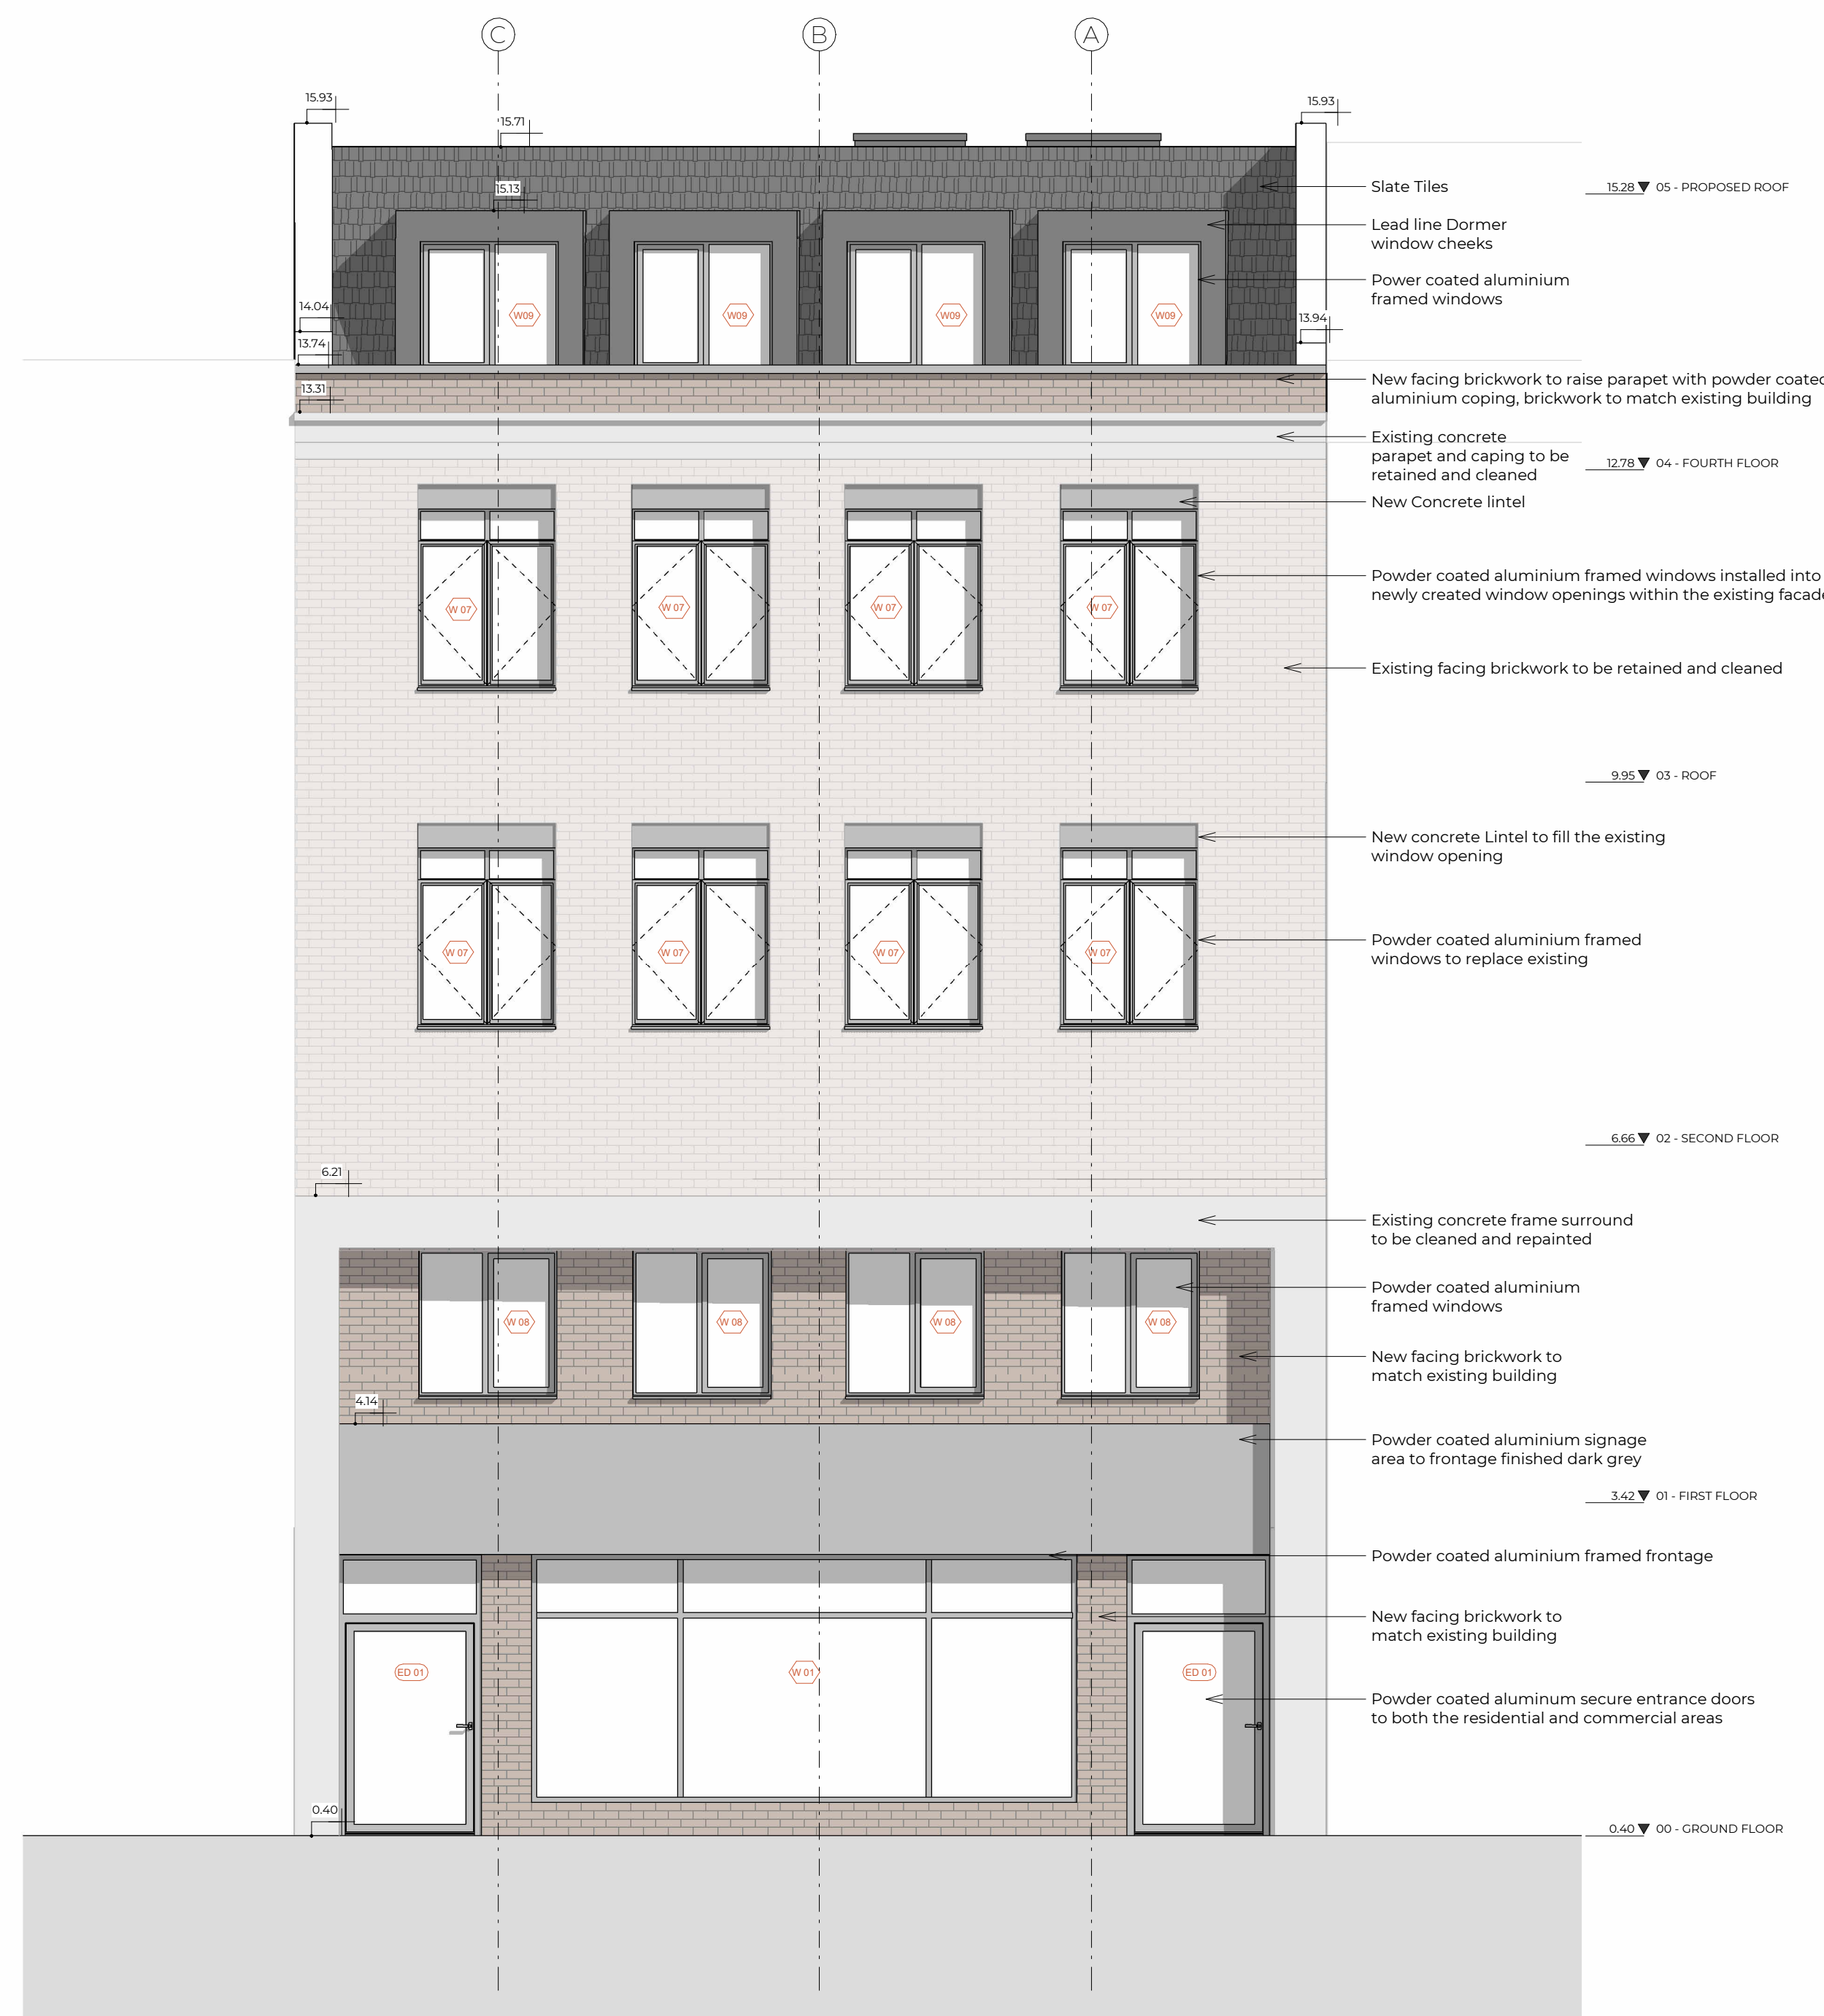 C
B
A
15.93
15.93
15.71
15.13
Slate Tiles
15.28 05 - PROPOSED ROOF
Lead line Dormer
window cheeks
Power coated aluminium
framed windows
W09
W09
W09
W09
14.04
13.94
13.74
13.31
New facing brickwork to raise parapet with powder coated
aluminium coping, brickwork to match existing building
Existing concrete
parapet and caping to be
retained and cleaned
12.78 04 - FOURTH FLOOR
New Concrete lintel
Powder coated aluminium framed windows installed into
newly created window openings within the existing facade
W 07
W 07
W 07
W 07
Existing facing brickwork to be retained and cleaned
9.95 03 - ROOF
New concrete Lintel to fill the existing
window opening
Powder coated aluminium framed
windows to replace existing
W 07
W 07
W 07
W 07
6.66 02 - SECOND FLOOR
6.21
Existing concrete frame surround
to be cleaned and repainted
Powder coated aluminium
framed windows
W 08
W 08
W 08
W 08
New facing brickwork to
match existing building
4.14
Powder coated aluminium signage
area to frontage finished dark grey
3.42 01 - FIRST FLOOR
Powder coated aluminium framed frontage
New facing brickwork to
match existing building
ED 01
W 01
ED 01
Powder coated aluminum secure entrance doors
to both the residential and commercial areas
0.40
0.40 00 - GROUND FLOOR